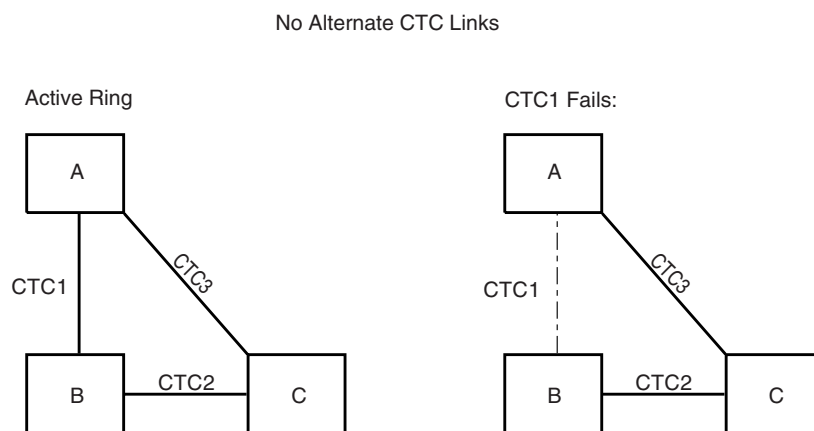 No Alternate CTC Links
Active Ring
A
CTC1
CTC3
B
CTC2
C
CTC1 Fails:
A
CTC1
CTC3
B
CTC2
C